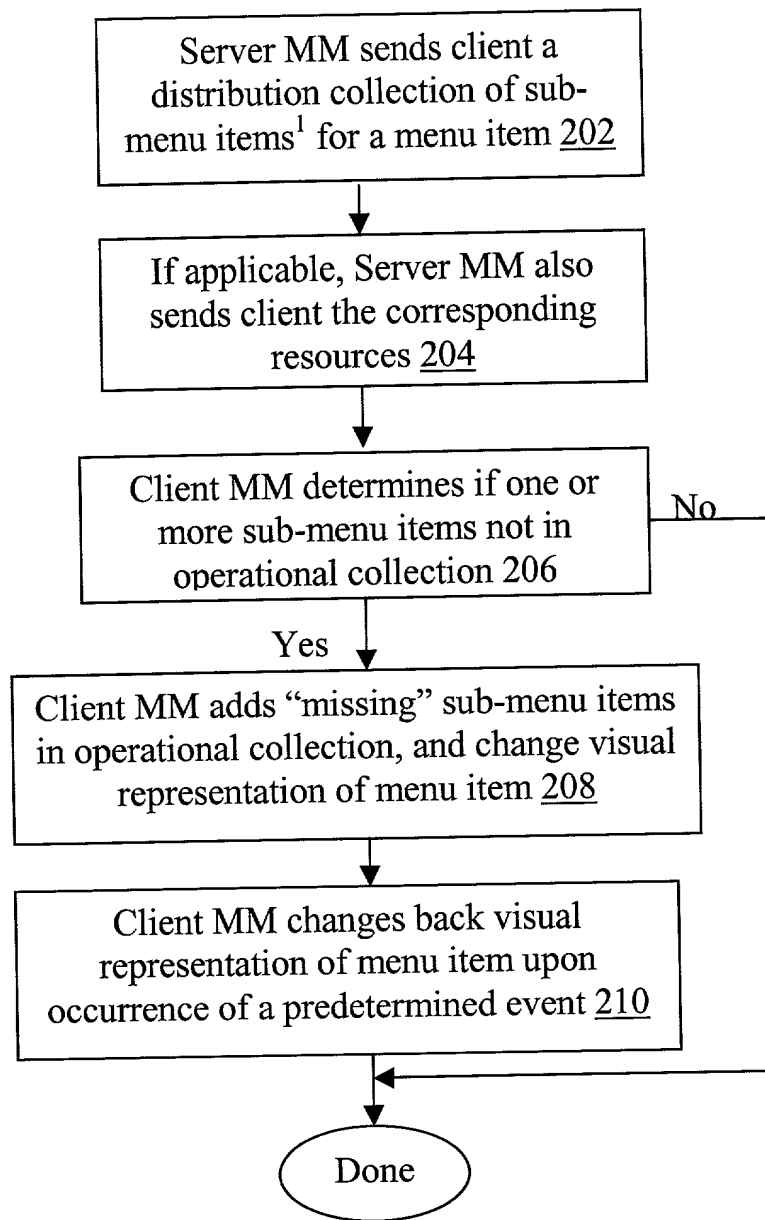 Server MM sends client a
distribution collection of sub-
menu items¹ for a menu item 202
If applicable, Server MM also
sends client the corresponding
resources 204
Client MM determines if one or
more sub-menu items not in
operational collection 206
No
Yes
Client MM adds “missing” sub-menu items
in operational collection, and change visual
representation of menu item 208
Client MM changes back visual
representation of menu item upon
occurrence of a predetermined event 210
Done